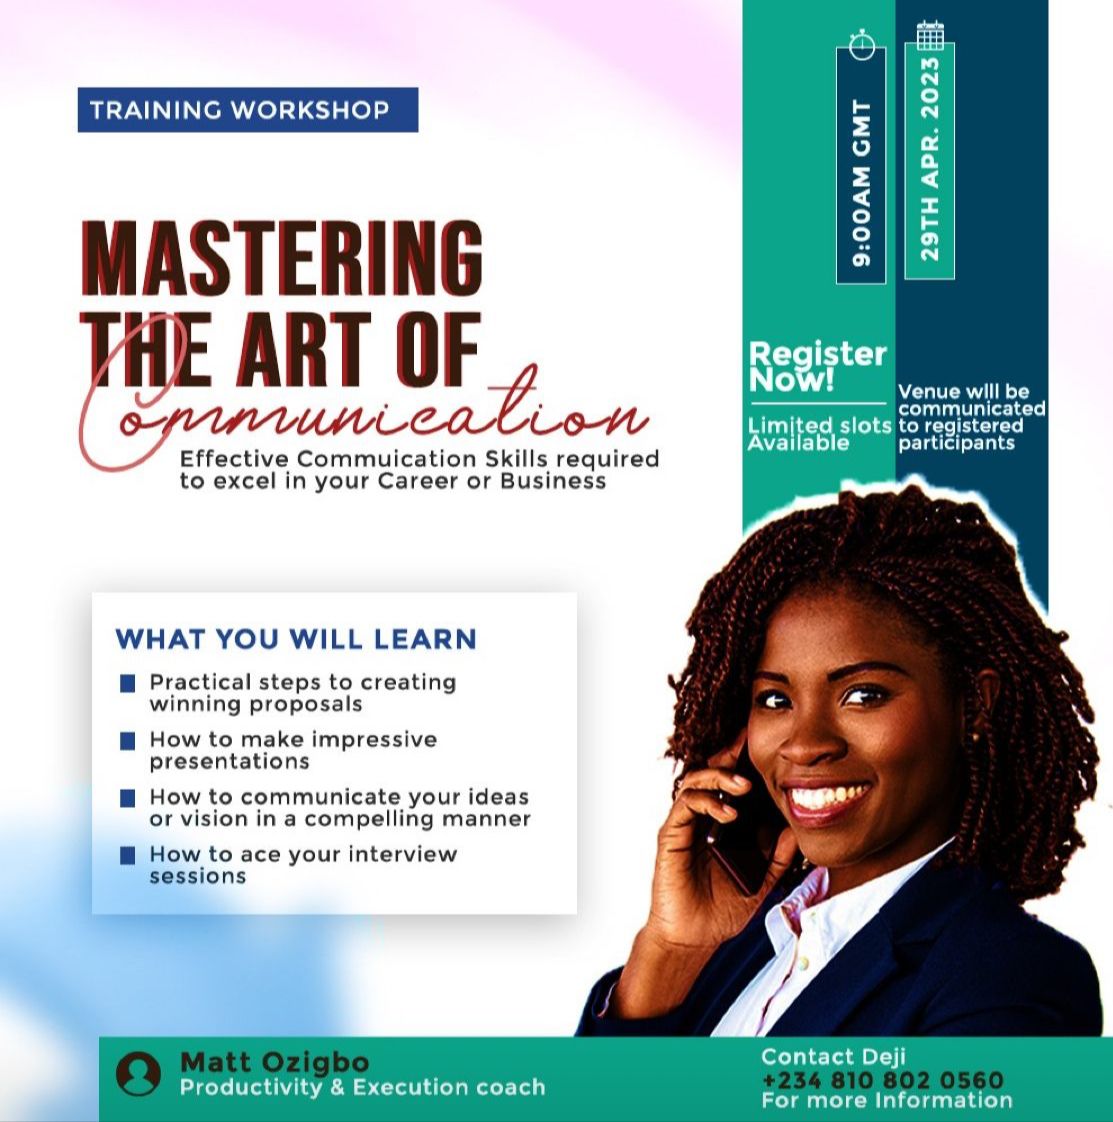 TRAINING WORKSHOP
MASTERING
THE ART OF
Communication
Effective Commuication Skills required
to excel in your Career or Business
9:00AM GMT
29TH APR. 2023
Register
Now!
Limited slots
Available
Venue will be
communicated
to registered
participants
WHAT YOU WILL LEARN
Practical steps to creating
winning proposals
How to make impressive
presentations
How to communicate your ideas
or vision in a compelling manner
How to ace your interview
sessions
Matt Ozigbo
Productivity & Execution coach
Contact Deji
+234 810 802 0560
For more Information